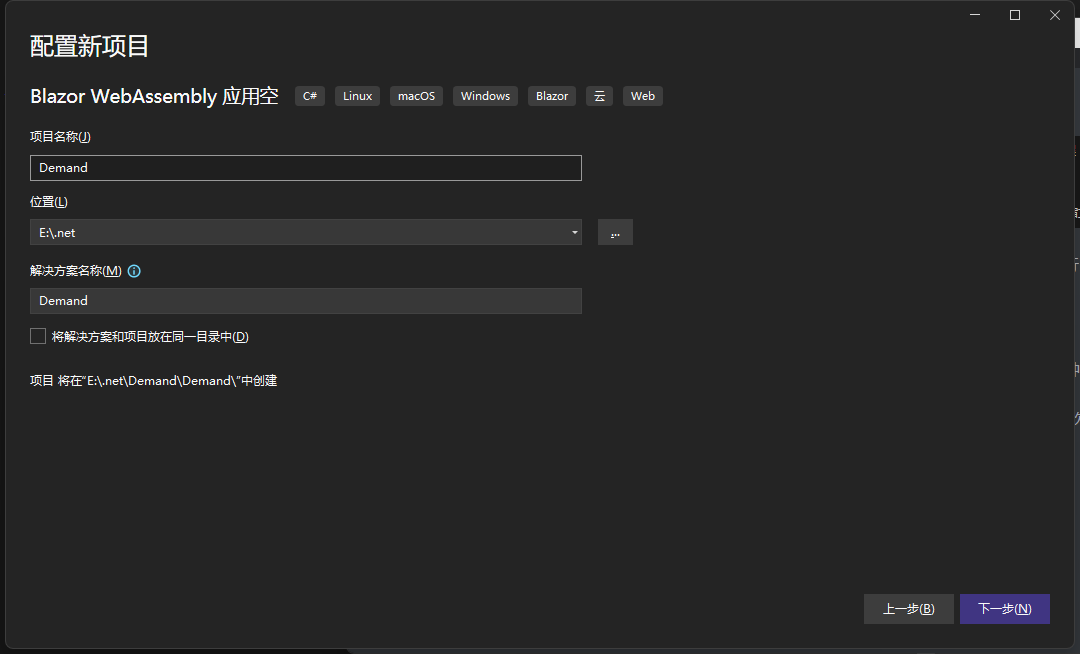 配置新项目
Blazor WebAssembly 应用空 C# Linux macOS Windows Blazor 云 Web
项目名称(J)
Demand
位置(L)
E:\.net
...
解决方案名称(M)
Demand
将解决方案和项目放在同一目录中(D)
项目 将在"E:\.net\Demand\Demand\"中创建
上一步(B) 下一步(N)